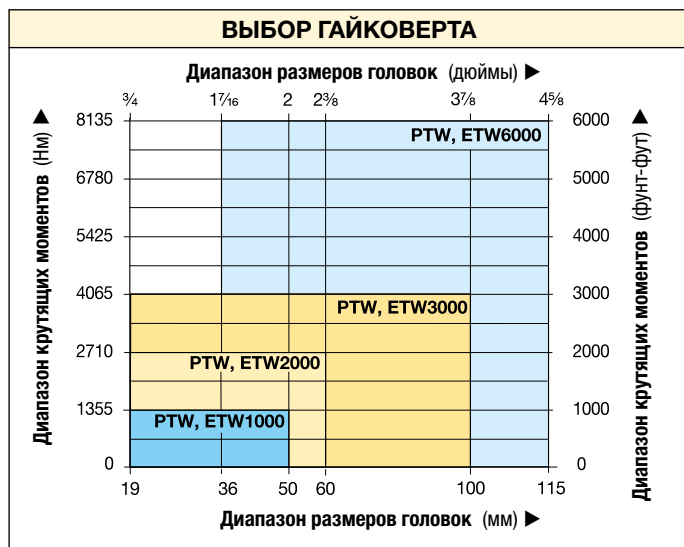 ВЫБОР ГАЙКОВЕРТА
Диапазон размеров головок (дюймы) ▶
¾ 1⁷⁄₁₆ 2 2⅜ 3⅞ 4⅝
Диапазон крутящих моментов (Нм) ▶
8135
6780
5425
4065
2710
1355
0
PTW, ETW6000
PTW, ETW3000
PTW, ETW2000
PTW, ETW1000
6000
5000
4000
3000
2000
1000
0
Диапазон крутящих моментов (фунт-фут) ▶
19 36 50 60 100 115
Диапазон размеров головок (мм) ▶